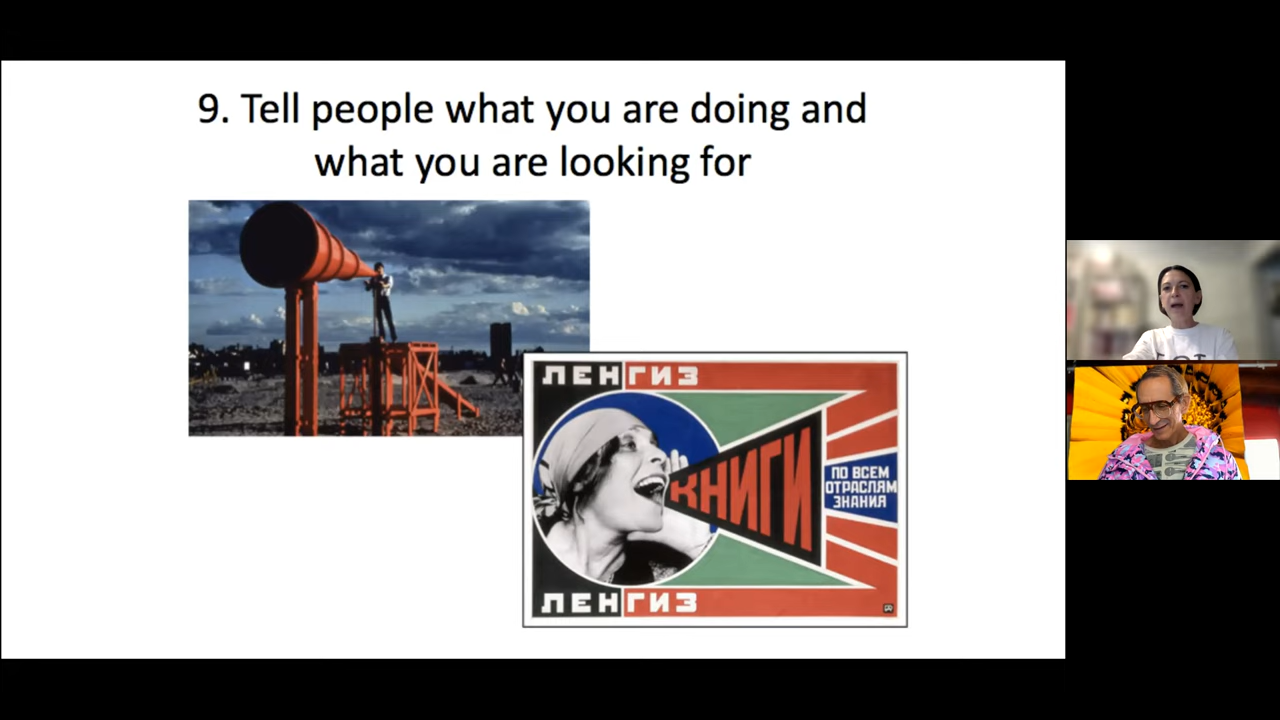 9. Tell people what you are doing and
what you are looking for
ЛЕНГИЗ
КНИГИ
ПО ВСЕМ
ОТРАСЛЯМ
ЗНАНИЯ
ЛЕНГИЗ